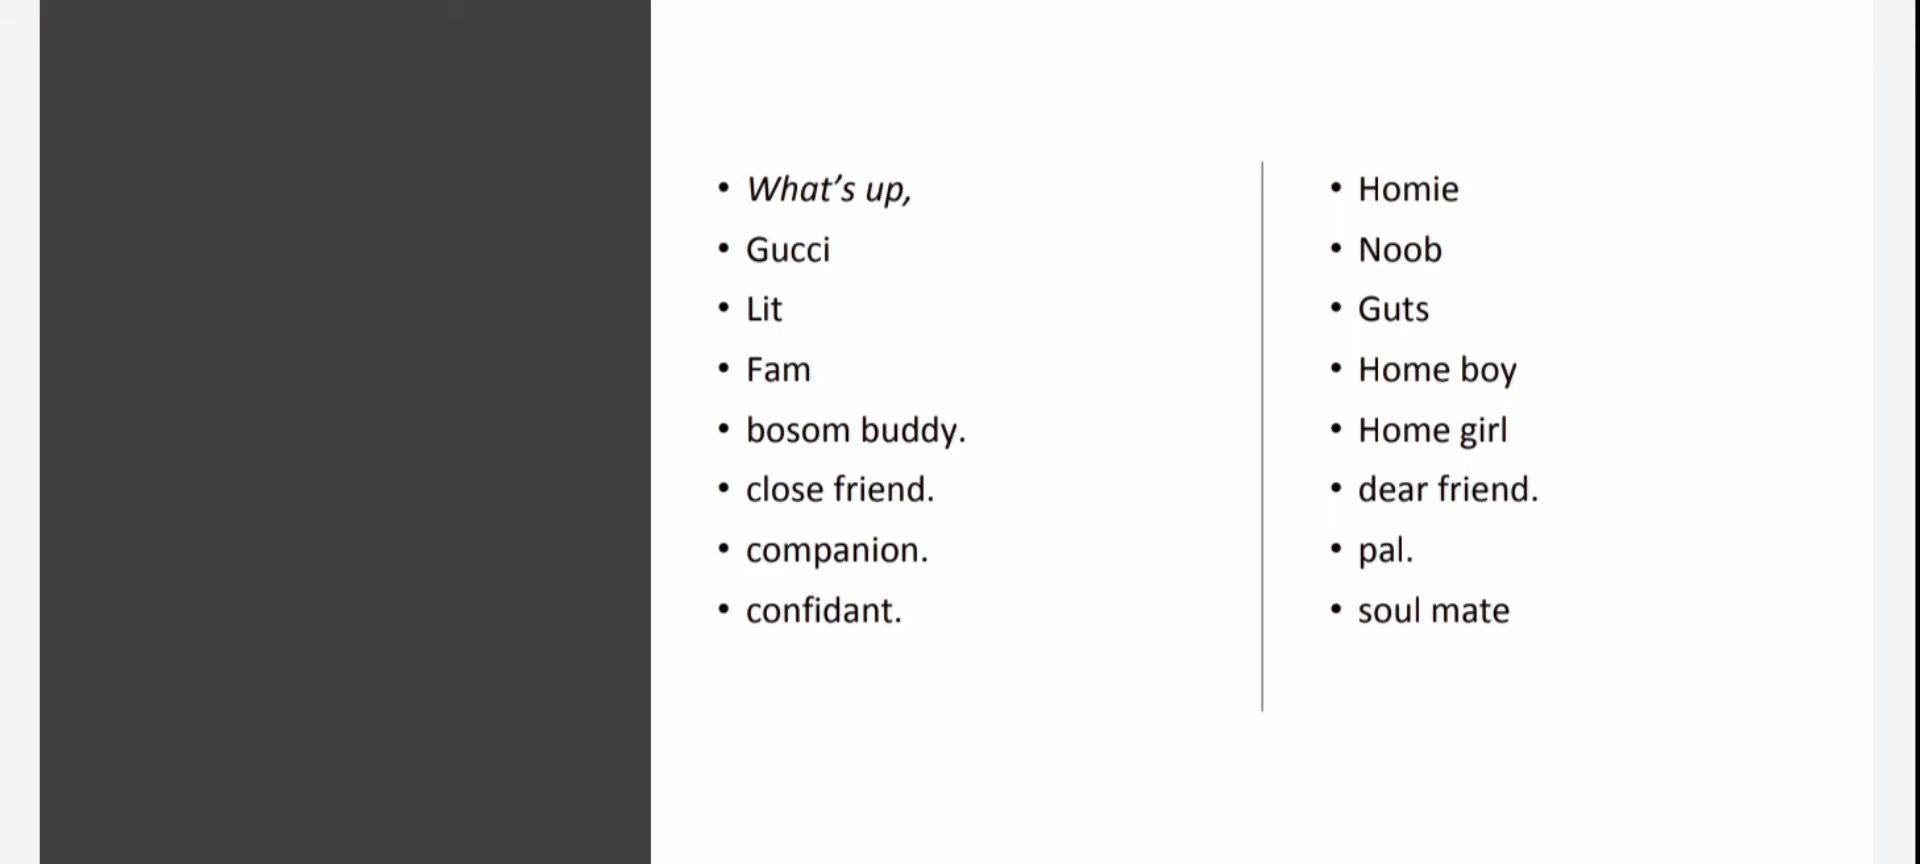 • What’s up,
• Gucci
• Lit
• Fam
• bosom buddy.
• close friend.
• companion.
• confidant.
• Homie
• Noob
• Guts
• Home boy
• Home girl
• dear friend.
• pal.
• soul mate